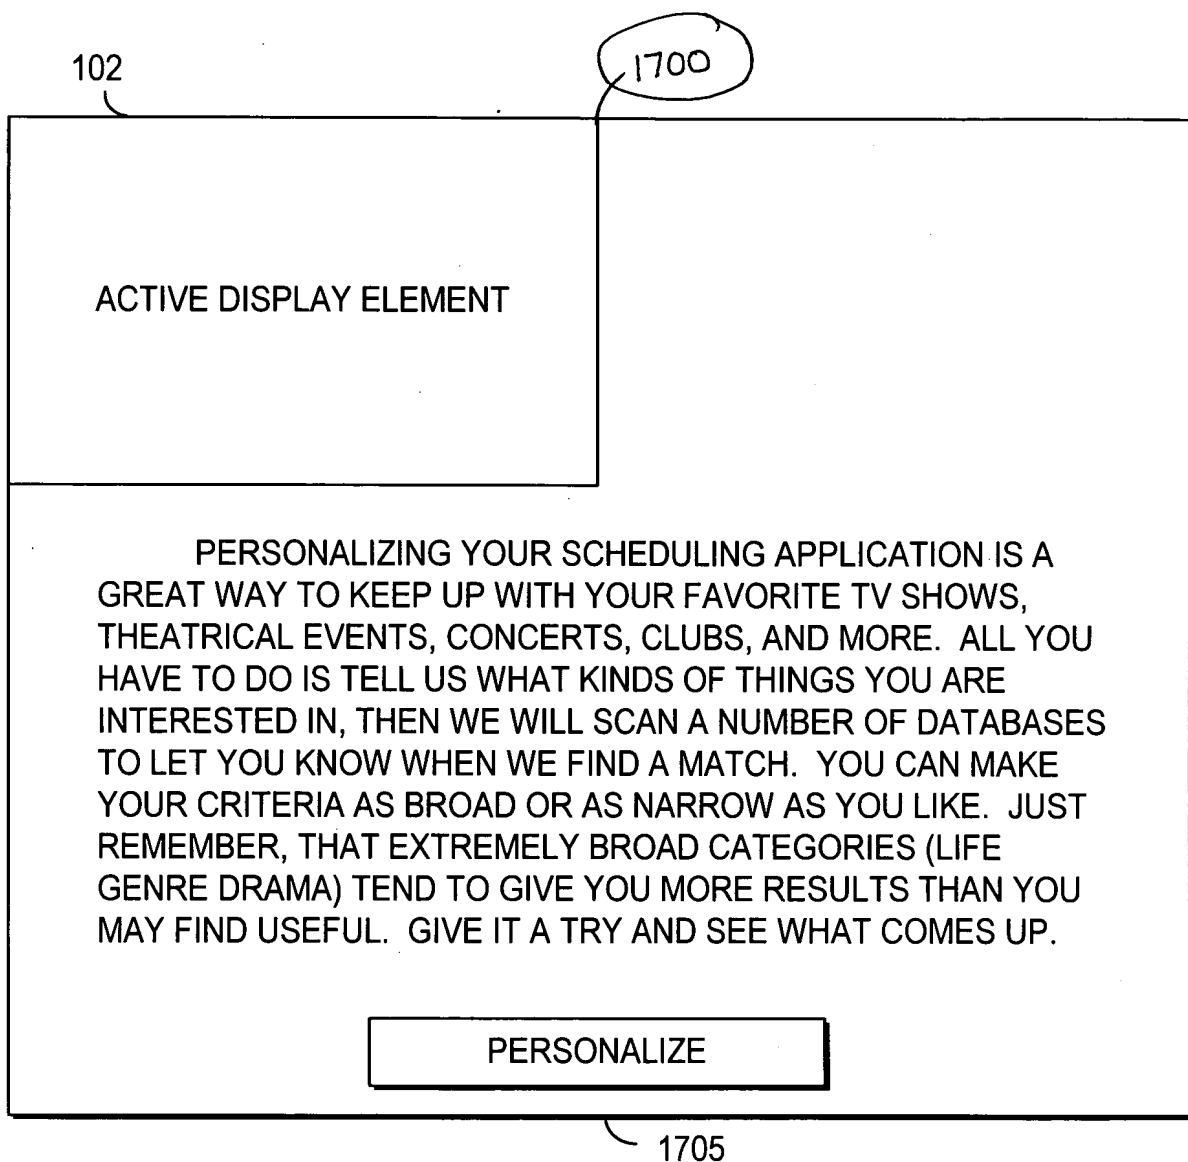 102
1700
ACTIVE DISPLAY ELEMENT
PERSONALIZING YOUR SCHEDULING APPLICATION IS A
GREAT WAY TO KEEP UP WITH YOUR FAVORITE TV SHOWS,
THEATRICAL EVENTS, CONCERTS, CLUBS, AND MORE. ALL YOU
HAVE TO DO IS TELL US WHAT KINDS OF THINGS YOU ARE
INTERESTED IN, THEN WE WILL SCAN A NUMBER OF DATABASES
TO LET YOU KNOW WHEN WE FIND A MATCH. YOU CAN MAKE
YOUR CRITERIA AS BROAD OR AS NARROW AS YOU LIKE. JUST
REMEMBER, THAT EXTREMELY BROAD CATEGORIES (LIFE
GENRE DRAMA) TEND TO GIVE YOU MORE RESULTS THAN YOU
MAY FIND USEFUL. GIVE IT A TRY AND SEE WHAT COMES UP.
PERSONALIZE
1705